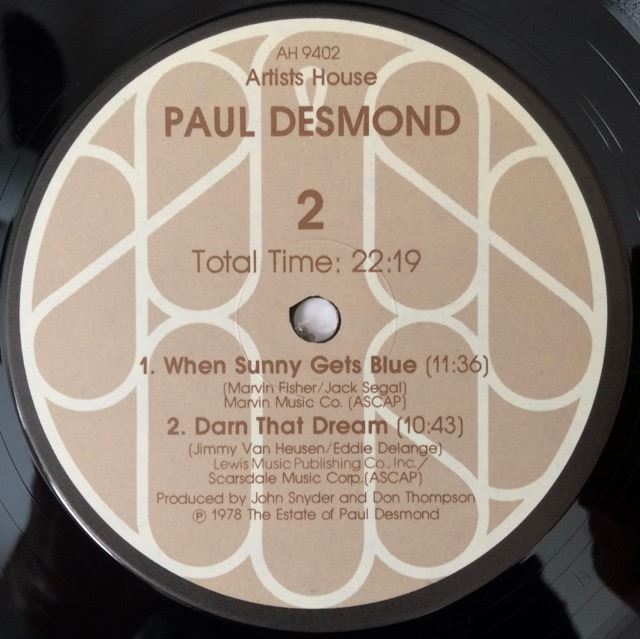 AH 9402
Artists House
PAUL DESMOND
2
Total Time: 22:19
1. When Sunny Gets Blue (11:36)
(Marvin Fisher/Jack Segal)
Marvin Music Co. (ASCAP)
2. Darn That Dream (10:43)
(Jimmy Van Heusen/Eddie Delange)
Lewis Music Publishing Co., Inc./
Scarsdale Music Corp.(ASCAP)
Produced by John Snyder and Don Thompson
℗ 1978 The Estate of Paul Desmond